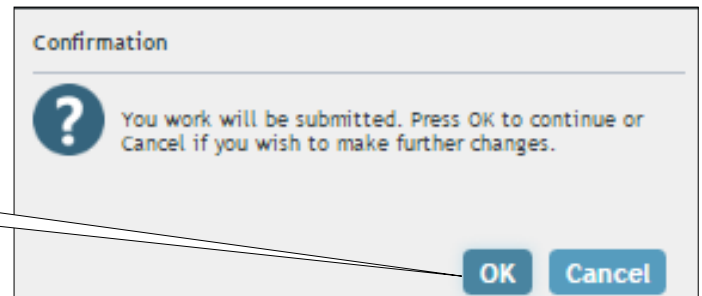 Confirmation
You work will be submitted. Press OK to continue or
Cancel if you wish to make further changes.
OK Cancel